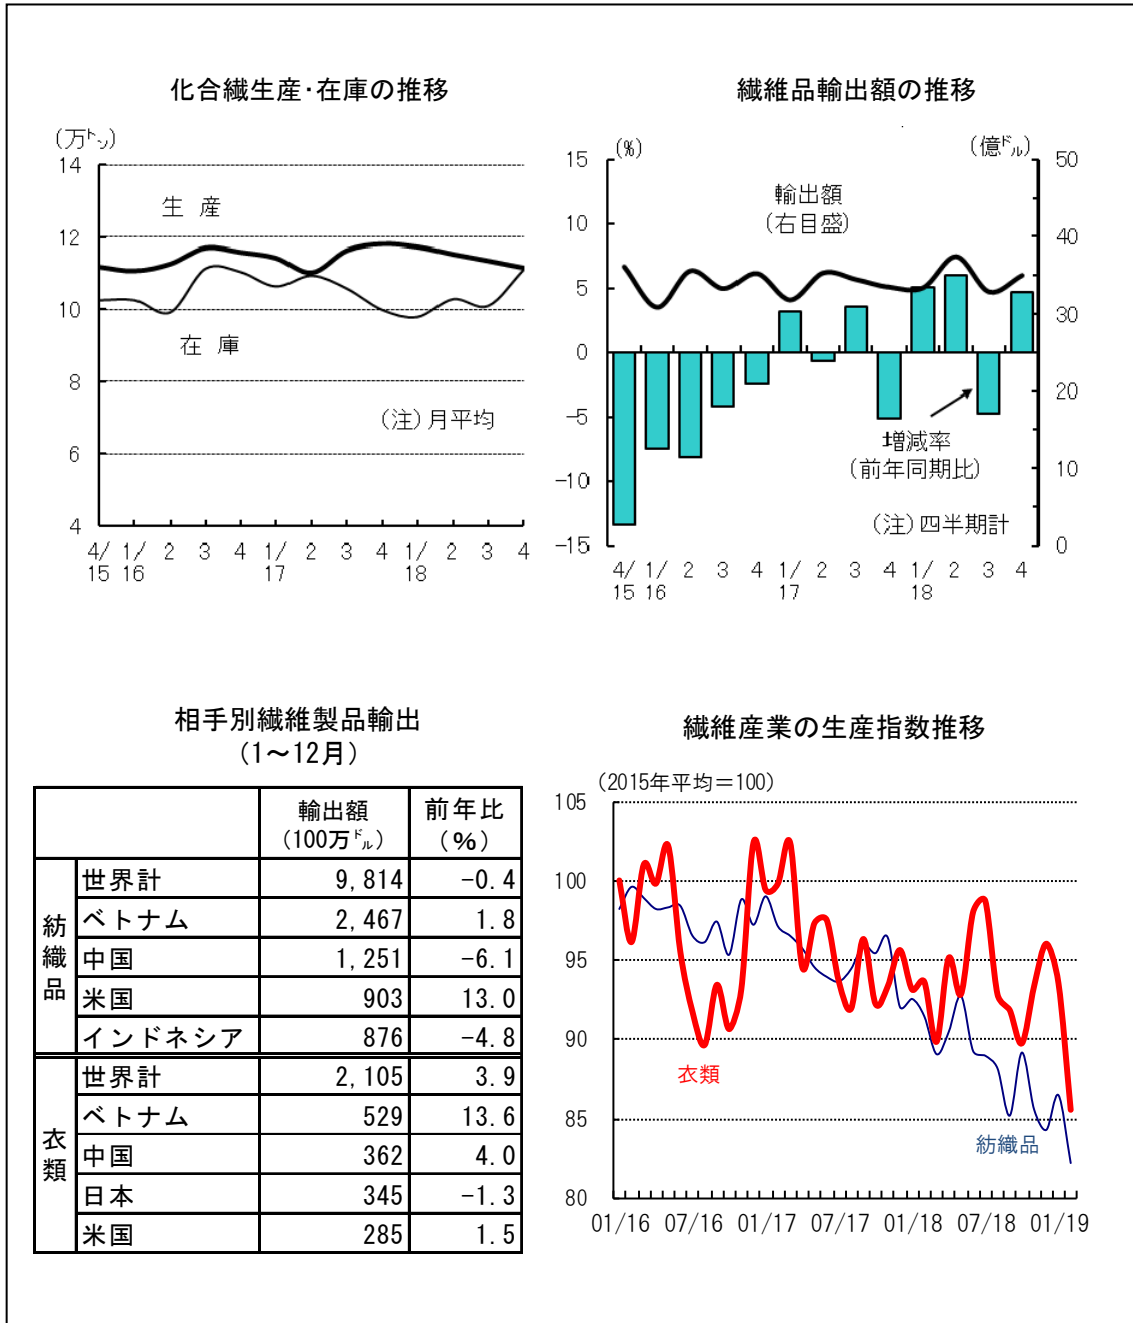 化合繊生産･在庫の推移
(万㌧)
14
12
10
8
6
4
生 産
在 庫
(注)月平均
4/ 1/ 2 3 4 1/ 2 3 4 1/ 2 3 4
15 16 17 18
繊維品輸出額の推移
(%)
(億㌦)
15
10
5
0
−5
−10
−15
50
40
30
20
10
0
輸出額
(右目盛)
増減率
(前年同期比)
(注)四半期計
4/ 1/ 2 3 4 1/ 2 3 4 1/ 2 3 4
15 16 17 18
相手別繊維製品輸出
(1～12月)
輸出額 前年比
(100万㌦) (%)
紡織品
世界計 9,814 −0.4
ベトナム 2,467 1.8
中国 1,251 −6.1
米国 903 13.0
インドネシア 876 −4.8
衣類
世界計 2,105 3.9
ベトナム 529 13.6
中国 362 4.0
日本 345 −1.3
米国 285 1.5
繊維産業の生産指数推移
(2015年平均＝100)
105
100
95
90
85
80
衣類
紡織品
01/16 07/16 01/17 07/17 01/18 07/18 01/19